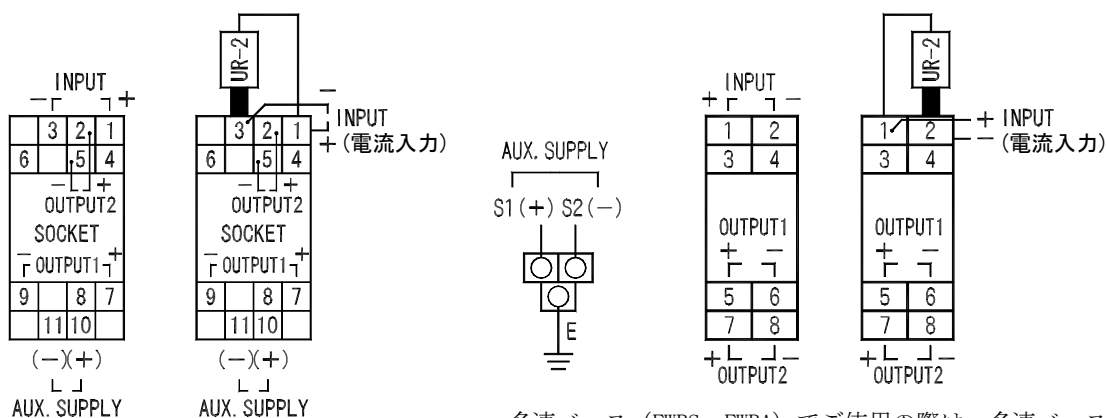 INPUT
− +
3 2 1
6 5 4
− +
OUTPUT2
SOCKET
− +
OUTPUT1
9 8 7
11 10
(−)(+)
AUX. SUPPLY
UR-2
−
INPUT
+ (電流入力)
3 2 1
6 5 4
− +
OUTPUT2
SOCKET
− +
OUTPUT1
9 8 7
11 10
(−)(+)
AUX. SUPPLY
AUX. SUPPLY
S1(+) S2(−)
E
INPUT
+ −
1 2
3 4
OUTPUT1
+ −
5 6
7 8
+ −
OUTPUT2
UR-2
+ INPUT
− (電流入力)
1 2
3 4
OUTPUT1
+ −
5 6
7 8
+ −
OUTPUT2